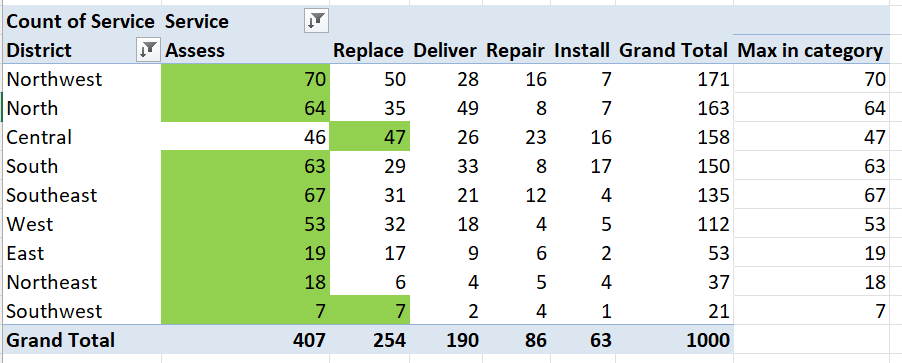 Count of Service Service
District Assess Replace Deliver Repair Install Grand Total Max in category
Northwest 70 50 28 16 7 171 70
North 64 35 49 8 7 163 64
Central 46 47 26 23 16 158 47
South 63 29 33 8 17 150 63
Southeast 67 31 21 12 4 135 67
West 53 32 18 4 5 112 53
East 19 17 9 6 2 53 19
Northeast 18 6 4 5 4 37 18
Southwest 7 7 2 4 1 21 7
Grand Total 407 254 190 86 63 1000